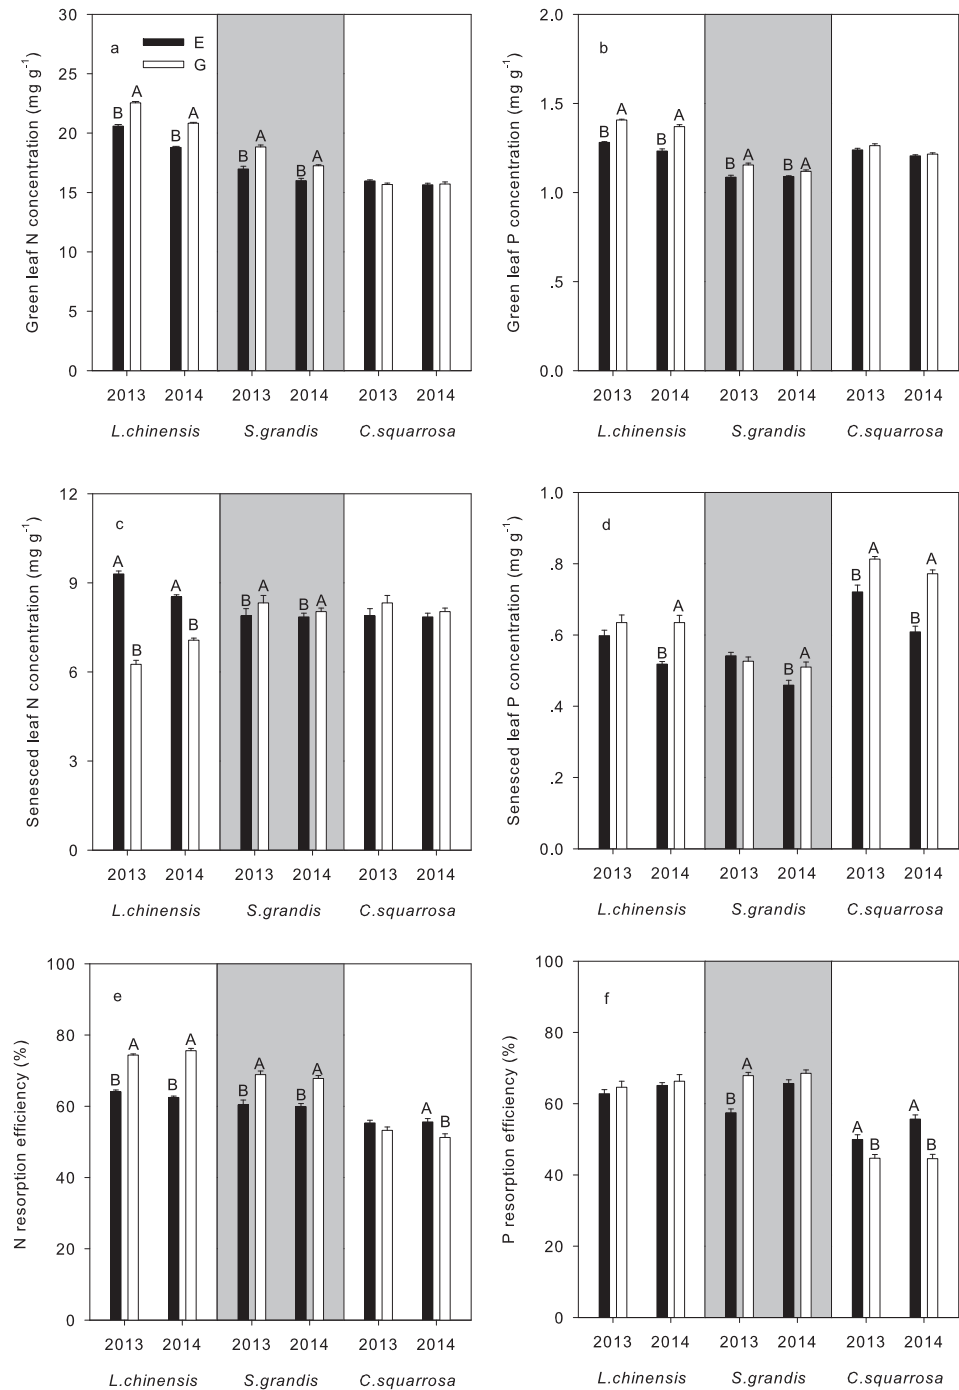 Green leaf N concentration (mg g-1)
30
25
20
15
10
5
0
a
E
G
B A B A B A B A
2013 2014 2013 2014 2013 2014
L.chinensis S.grandis C.squarrosa
Green leaf P concentration (mg g-1)
2.0
1.5
1.0
.5
0.0
b
B A B A B A B A
2013 2014 2013 2014 2013 2014
L.chinensis S.grandis C.squarrosa
Senesced leaf N concentration (mg g-1)
12
9
6
3
0
c
A B A B B A B A
2013 2014 2013 2014 2013 2014
L.chinensis S.grandis C.squarrosa
Senesced leaf P concentration (mg g-1)
1.0
.8
.6
.4
.2
0.0
d
B A B A B A B A
2013 2014 2013 2014 2013 2014
L.chinensis S.grandis C.squarrosa
N resorption efficiency (%)
100
80
60
40
20
0
e
B A B A B A B A A B
2013 2014 2013 2014 2013 2014
L.chinensis S.grandis C.squarrosa
P resorption efficiency (%)
100
80
60
40
20
0
f
B A A B A B
2013 2014 2013 2014 2013 2014
L.chinensis S.grandis C.squarrosa